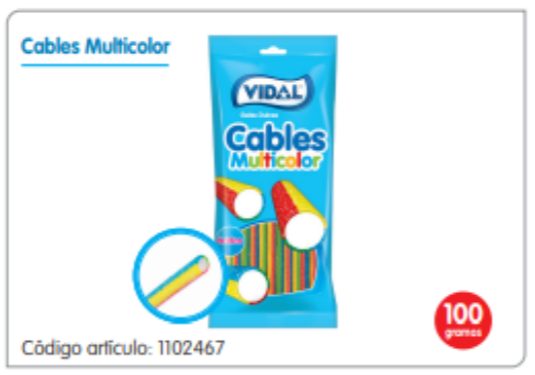 Cables Multicolor
VIDAL
Cables
Multicolor
100
gramos
Código artículo: 1102467